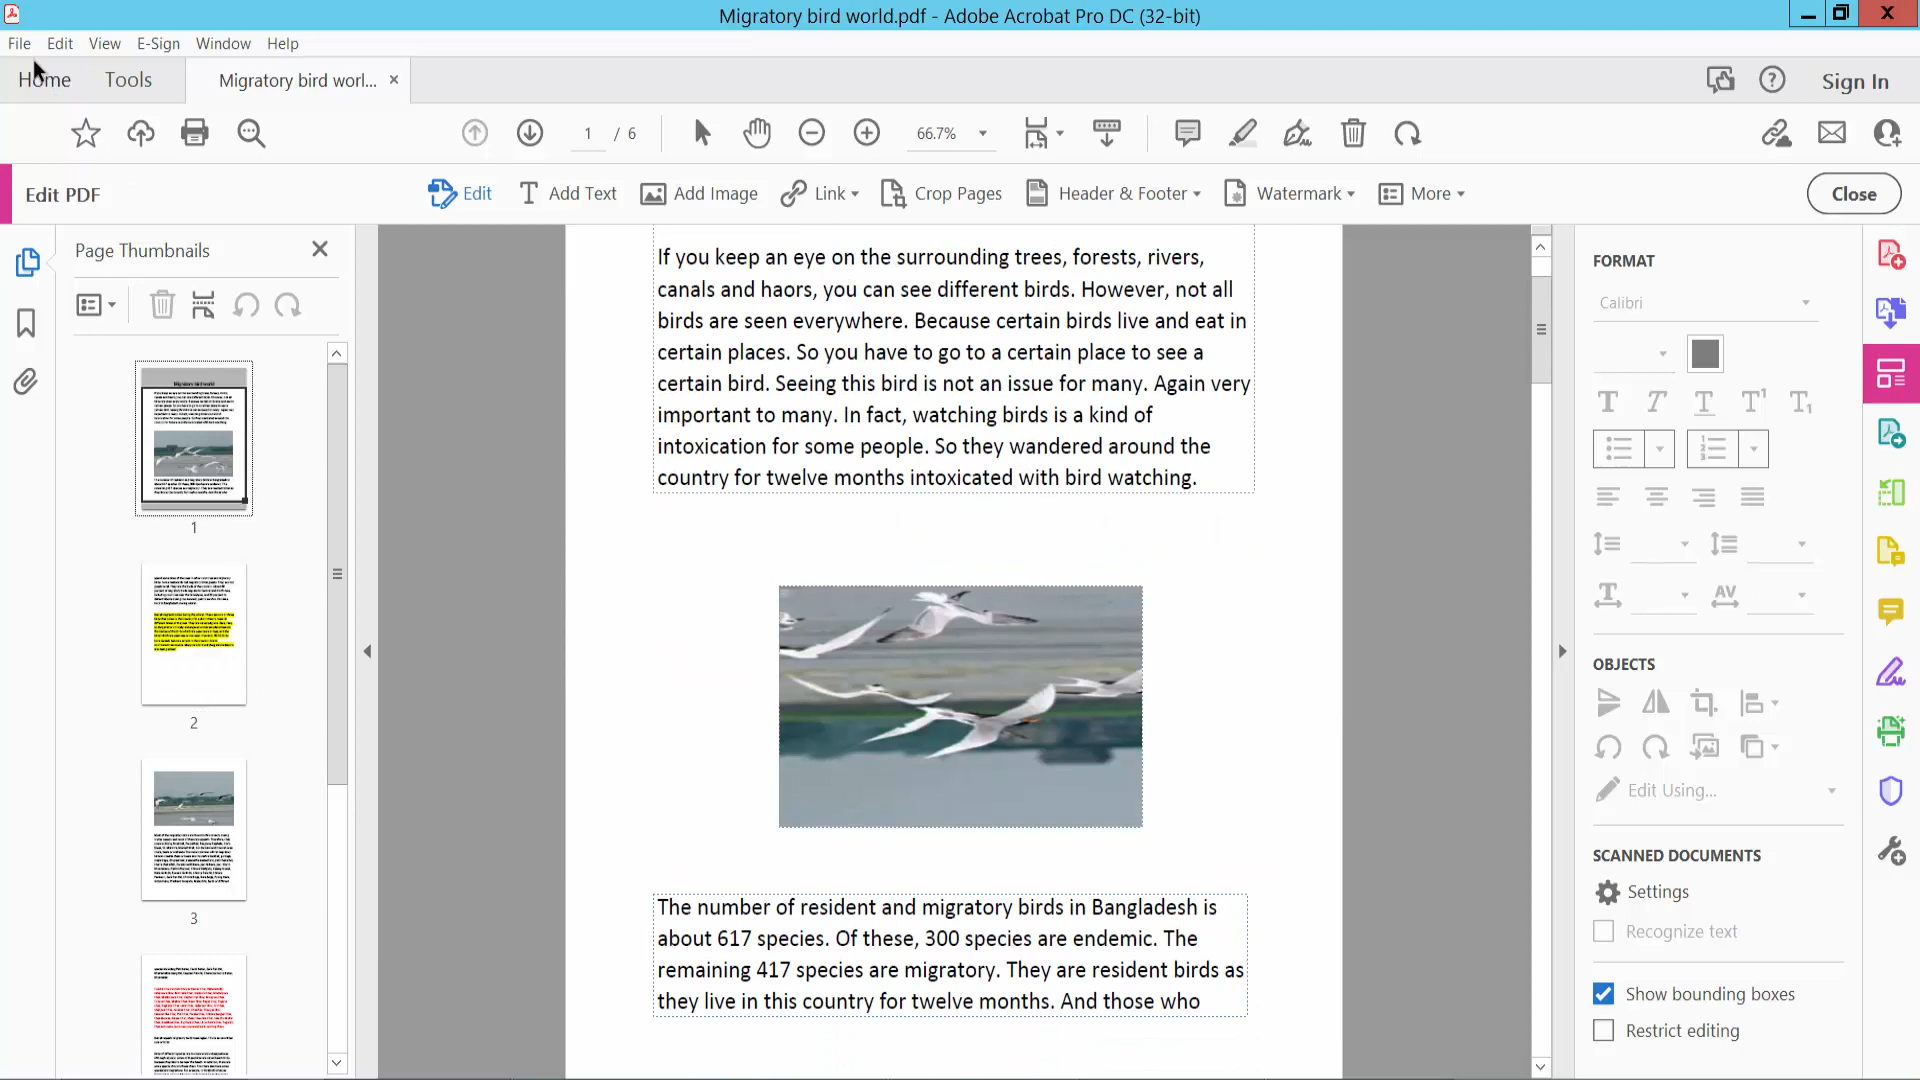 Migratory bird world.pdf - Adobe Acrobat Pro DC (32-bit)
File Edit View E-Sign Window Help
Home Tools Migratory bird worl... × Sign In
1 / 6 66.7%
Edit PDF Edit Add Text Add Image Link Crop Pages Header & Footer Watermark More Close
Page Thumbnails
If you keep an eye on the surrounding trees, forests, rivers,
canals and haors, you can see different birds. However, not all
birds are seen everywhere. Because certain birds live and eat in
certain places. So you have to go to a certain place to see a
certain bird. Seeing this bird is not an issue for many. Again very
important to many. In fact, watching birds is a kind of
intoxication for some people. So they wandered around the
country for twelve months intoxicated with bird watching.
The number of resident and migratory birds in Bangladesh is
about 617 species. Of these, 300 species are endemic. The
remaining 417 species are migratory. They are resident birds as
they live in this country for twelve months. And those who
Migratory bird world
1
2
3
FORMAT
Calibri
OBJECTS
Edit Using...
SCANNED DOCUMENTS
Settings
Recognize text
Show bounding boxes
Restrict editing